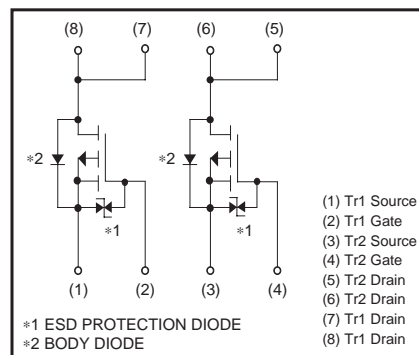 (8) (7) (6) (5)
∗2 ∗2
∗1 ∗1
(1) (2) (3) (4)
∗1 ESD PROTECTION DIODE
∗2 BODY DIODE
(1) Tr1 Source
(2) Tr1 Gate
(3) Tr2 Source
(4) Tr2 Gate
(5) Tr2 Drain
(6) Tr2 Drain
(7) Tr1 Drain
(8) Tr1 Drain